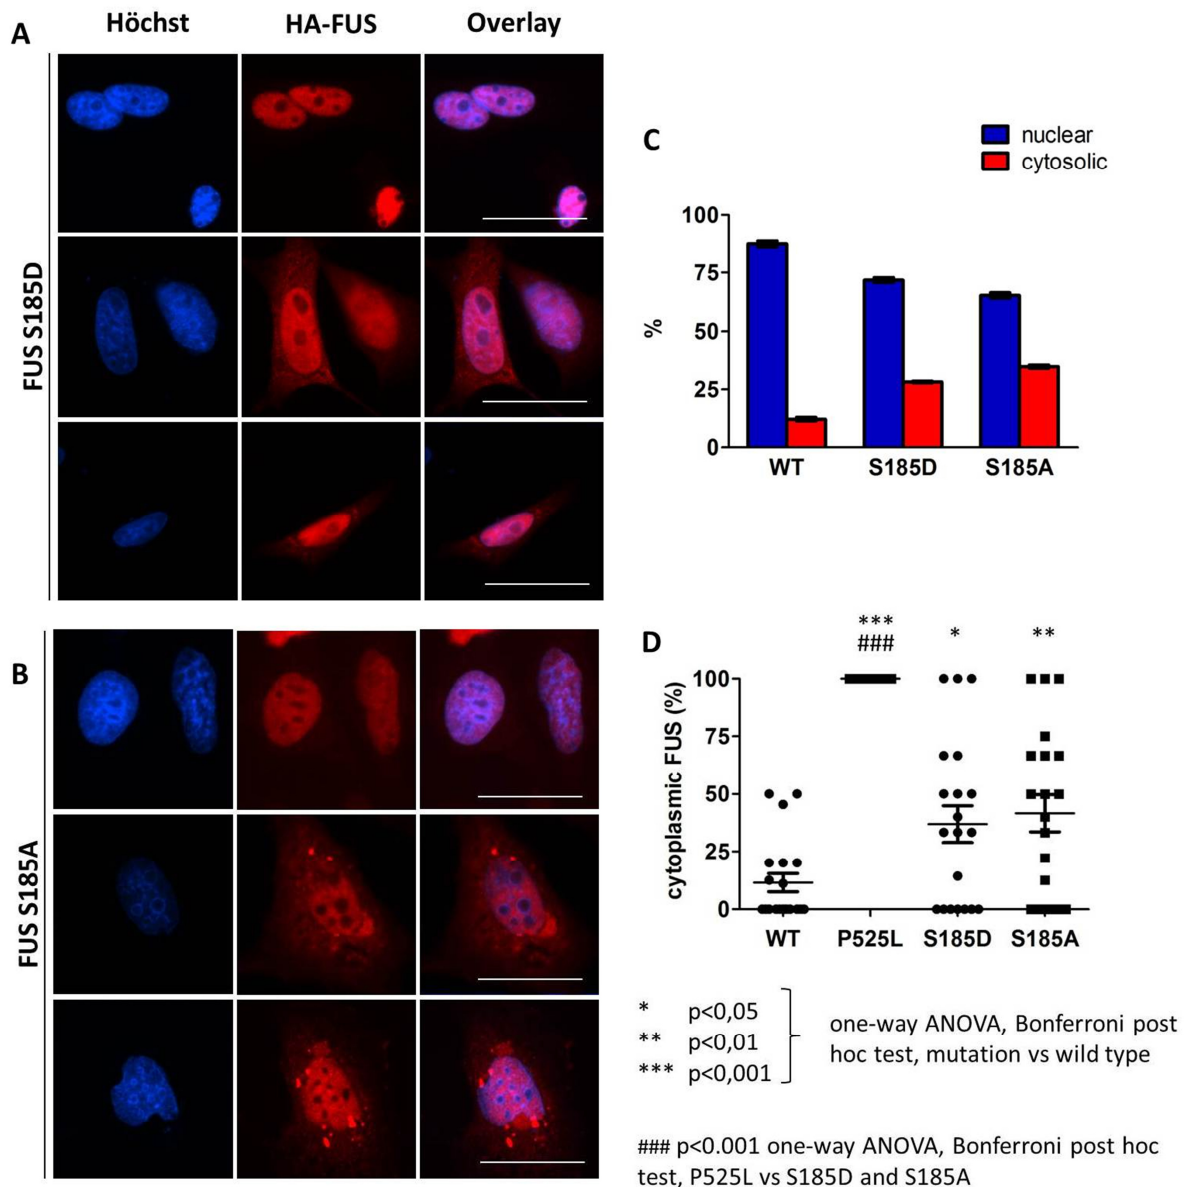 A
Höchst
HA-FUS
Overlay
FUS S185D
B
FUS S185A
C
nuclear
cytosolic
100
75
50
25
0
%
WT
S185D
S185A
D
***
###
*
**
100
75
50
25
0
cytoplasmic FUS (%)
WT
P525L
S185D
S185A
* p<0,05
** p<0,01
*** p<0,001
one-way ANOVA, Bonferroni post
hoc test, mutation vs wild type
### p<0.001 one-way ANOVA, Bonferroni post hoc
test, P525L vs S185D and S185A